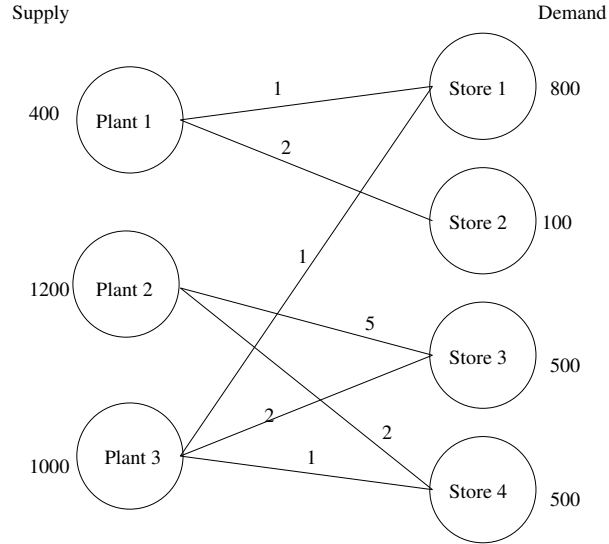 Supply
Demand
1
Store 1
800
400
Plant 1
2
Store 2
100
1
1200
Plant 2
5
Store 3
500
2
2
Plant 3
1
1000
Store 4
500